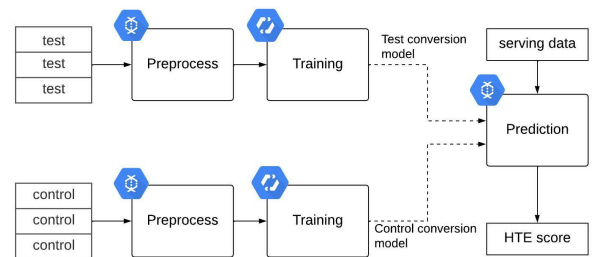 test
test
test
Preprocess
Training
Test conversion
model
serving data
Prediction
control
control
control
Preprocess
Training
Control conversion
model
HTE score